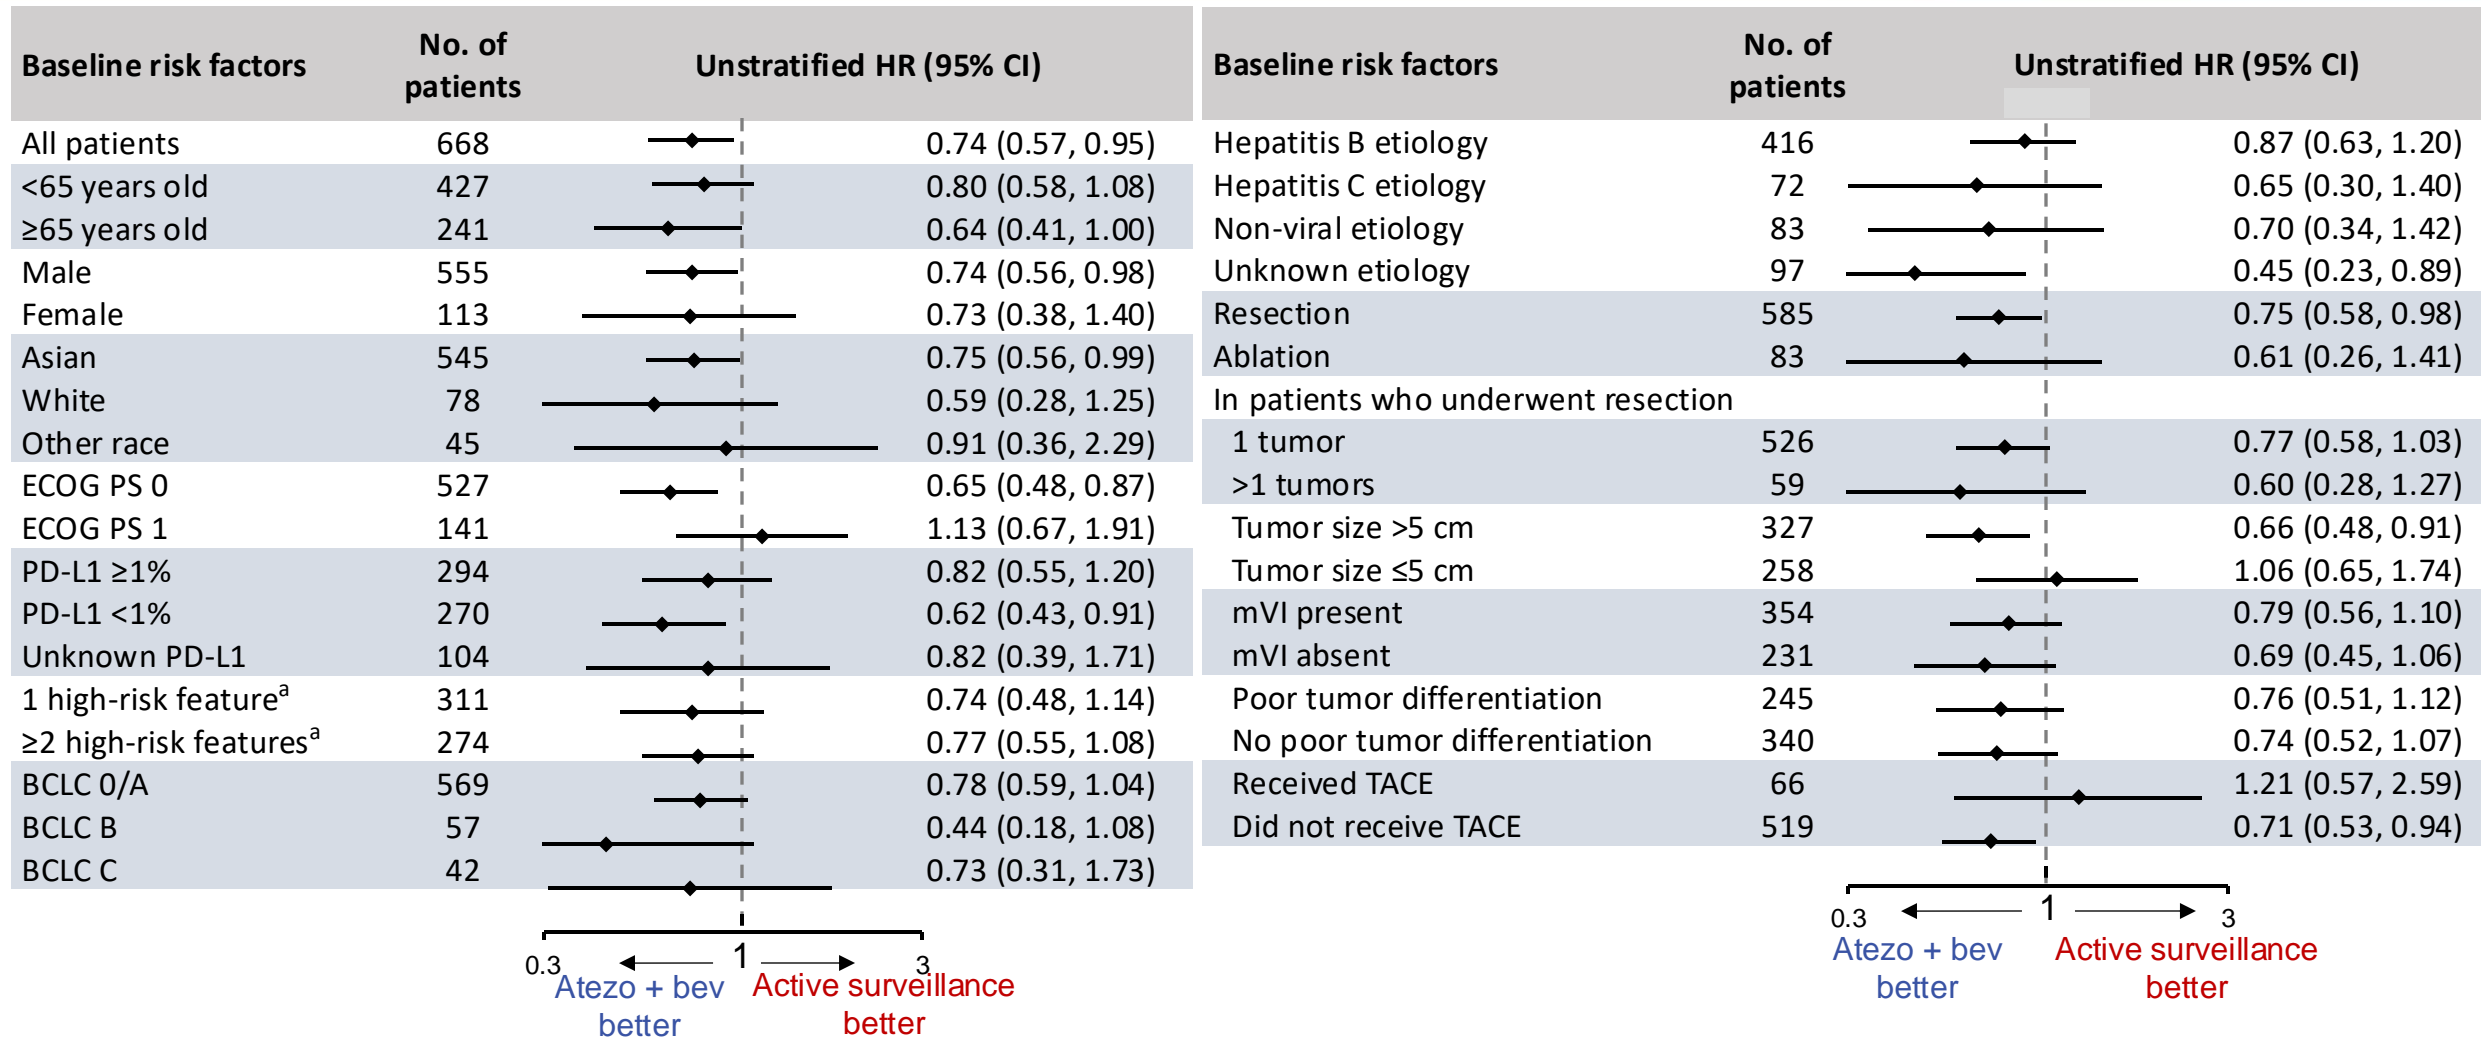 Baseline risk factors No. of patients Unstratified HR (95% CI)
All patients 668 0.74 (0.57, 0.95)
<65 years old 427 0.80 (0.58, 1.08)
≥65 years old 241 0.64 (0.41, 1.00)
Male 555 0.74 (0.56, 0.98)
Female 113 0.73 (0.38, 1.40)
Asian 545 0.75 (0.56, 0.99)
White 78 0.59 (0.28, 1.25)
Other race 45 0.91 (0.36, 2.29)
ECOG PS 0 527 0.65 (0.48, 0.87)
ECOG PS 1 141 1.13 (0.67, 1.91)
PD-L1 ≥1% 294 0.82 (0.55, 1.20)
PD-L1 <1% 270 0.62 (0.43, 0.91)
Unknown PD-L1 104 0.82 (0.39, 1.71)
1 high-risk featureᵃ 311 0.74 (0.48, 1.14)
≥2 high-risk featuresᵃ 274 0.77 (0.55, 1.08)
BCLC 0/A 569 0.78 (0.59, 1.04)
BCLC B 57 0.44 (0.18, 1.08)
BCLC C 42 0.73 (0.31, 1.73)
0.3 1 3
Atezo + bev better Active surveillance better
Baseline risk factors No. of patients Unstratified HR (95% CI)
Hepatitis B etiology 416 0.87 (0.63, 1.20)
Hepatitis C etiology 72 0.65 (0.30, 1.40)
Non-viral etiology 83 0.70 (0.34, 1.42)
Unknown etiology 97 0.45 (0.23, 0.89)
Resection 585 0.75 (0.58, 0.98)
Ablation 83 0.61 (0.26, 1.41)
In patients who underwent resection
1 tumor 526 0.77 (0.58, 1.03)
>1 tumors 59 0.60 (0.28, 1.27)
Tumor size >5 cm 327 0.66 (0.48, 0.91)
Tumor size ≤5 cm 258 1.06 (0.65, 1.74)
mVI present 354 0.79 (0.56, 1.10)
mVI absent 231 0.69 (0.45, 1.06)
Poor tumor differentiation 245 0.76 (0.51, 1.12)
No poor tumor differentiation 340 0.74 (0.52, 1.07)
Received TACE 66 1.21 (0.57, 2.59)
Did not receive TACE 519 0.71 (0.53, 0.94)
0.3 1 3
Atezo + bev better Active surveillance better